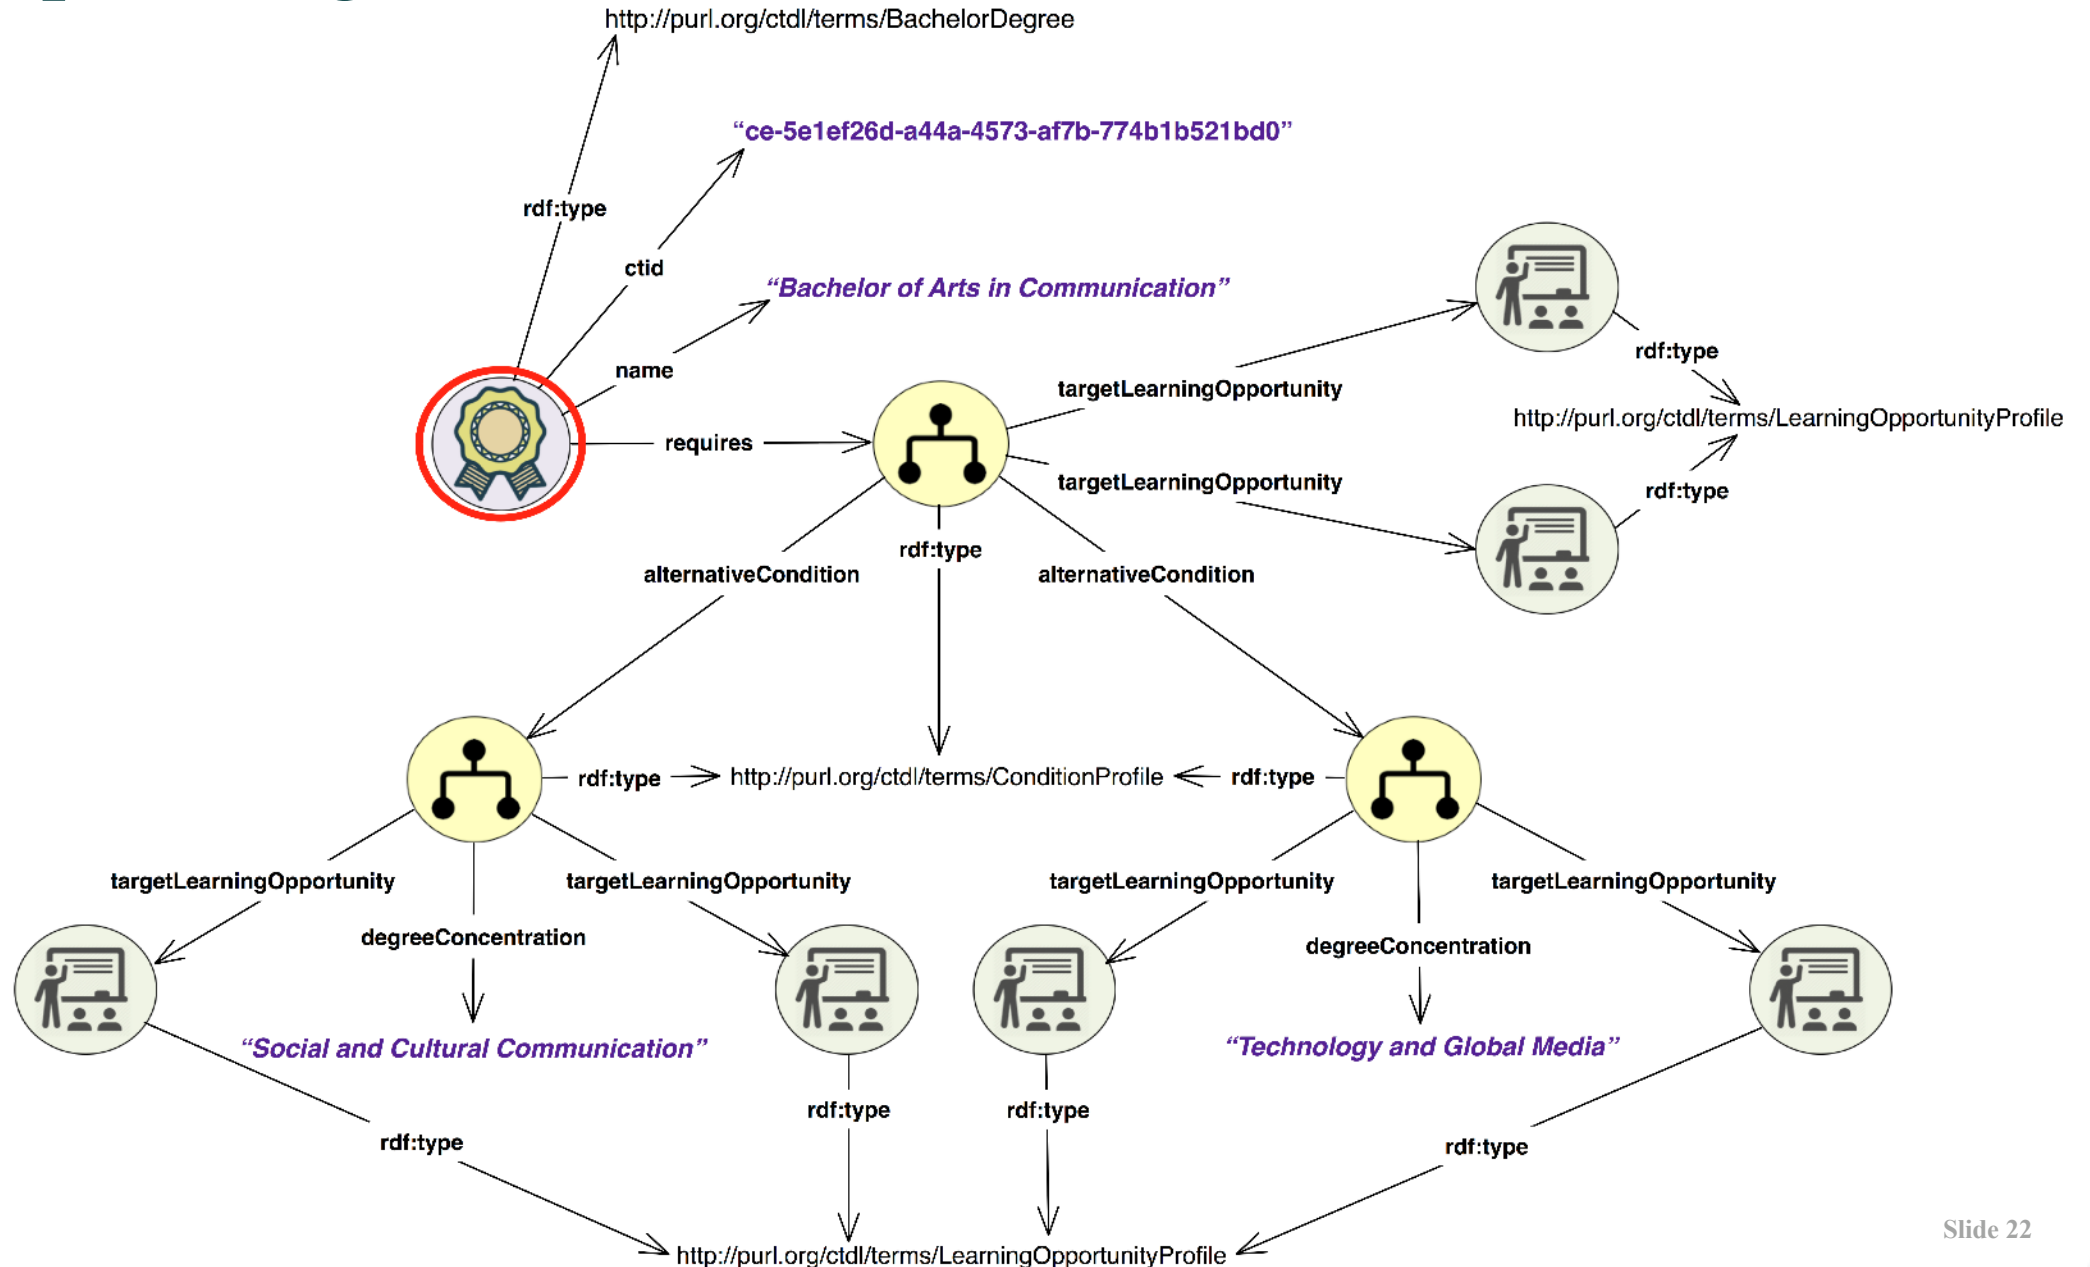 http://purl.org/ctdl/terms/BachelorDegree
“ce-5e1ef26d-a44a-4573-af7b-774b1b521bd0”
rdf:type
ctid
“Bachelor of Arts in Communication”
name
requires
targetLearningOpportunity
targetLearningOpportunity
rdf:type
http://purl.org/ctdl/terms/LearningOpportunityProfile
rdf:type
rdf:type
alternativeCondition
alternativeCondition
rdf:type
http://purl.org/ctdl/terms/ConditionProfile
rdf:type
targetLearningOpportunity
targetLearningOpportunity
targetLearningOpportunity
targetLearningOpportunity
degreeConcentration
degreeConcentration
“Social and Cultural Communication”
“Technology and Global Media”
rdf:type
rdf:type
rdf:type
rdf:type
http://purl.org/ctdl/terms/LearningOpportunityProfile
Slide 22